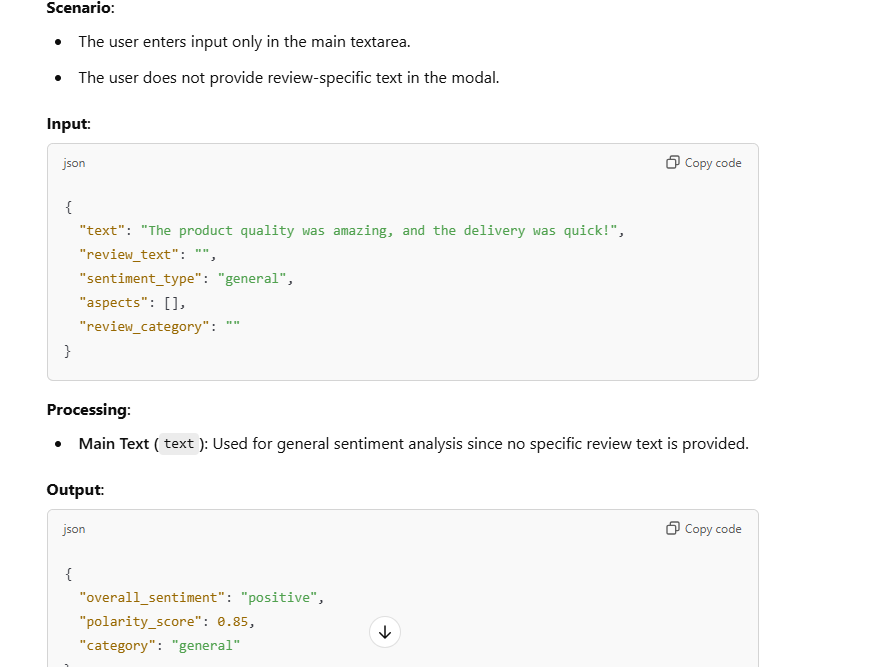 Scenario:
• The user enters input only in the main textarea.
• The user does not provide review-specific text in the modal.
Input:
json
Copy code
{
"text": "The product quality was amazing, and the delivery was quick!",
"review_text": "",
"sentiment_type": "general",
"aspects": [],
"review_category": ""
}
Processing:
• Main Text (text): Used for general sentiment analysis since no specific review text is provided.
Output:
json
Copy code
{
"overall_sentiment": "positive",
"polarity_score": 0.85,
"category": "general"
}